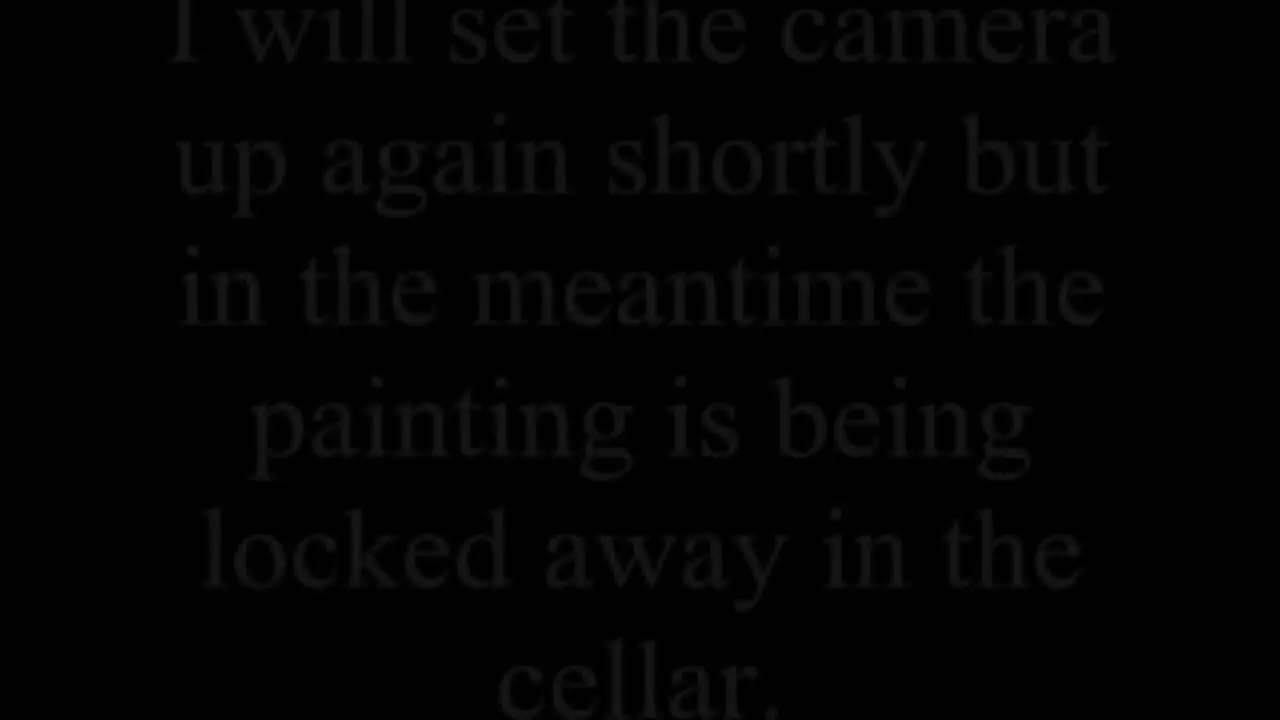 I will set the camera
up again shortly but
in the meantime the
painting is being
locked away in the
cellar.